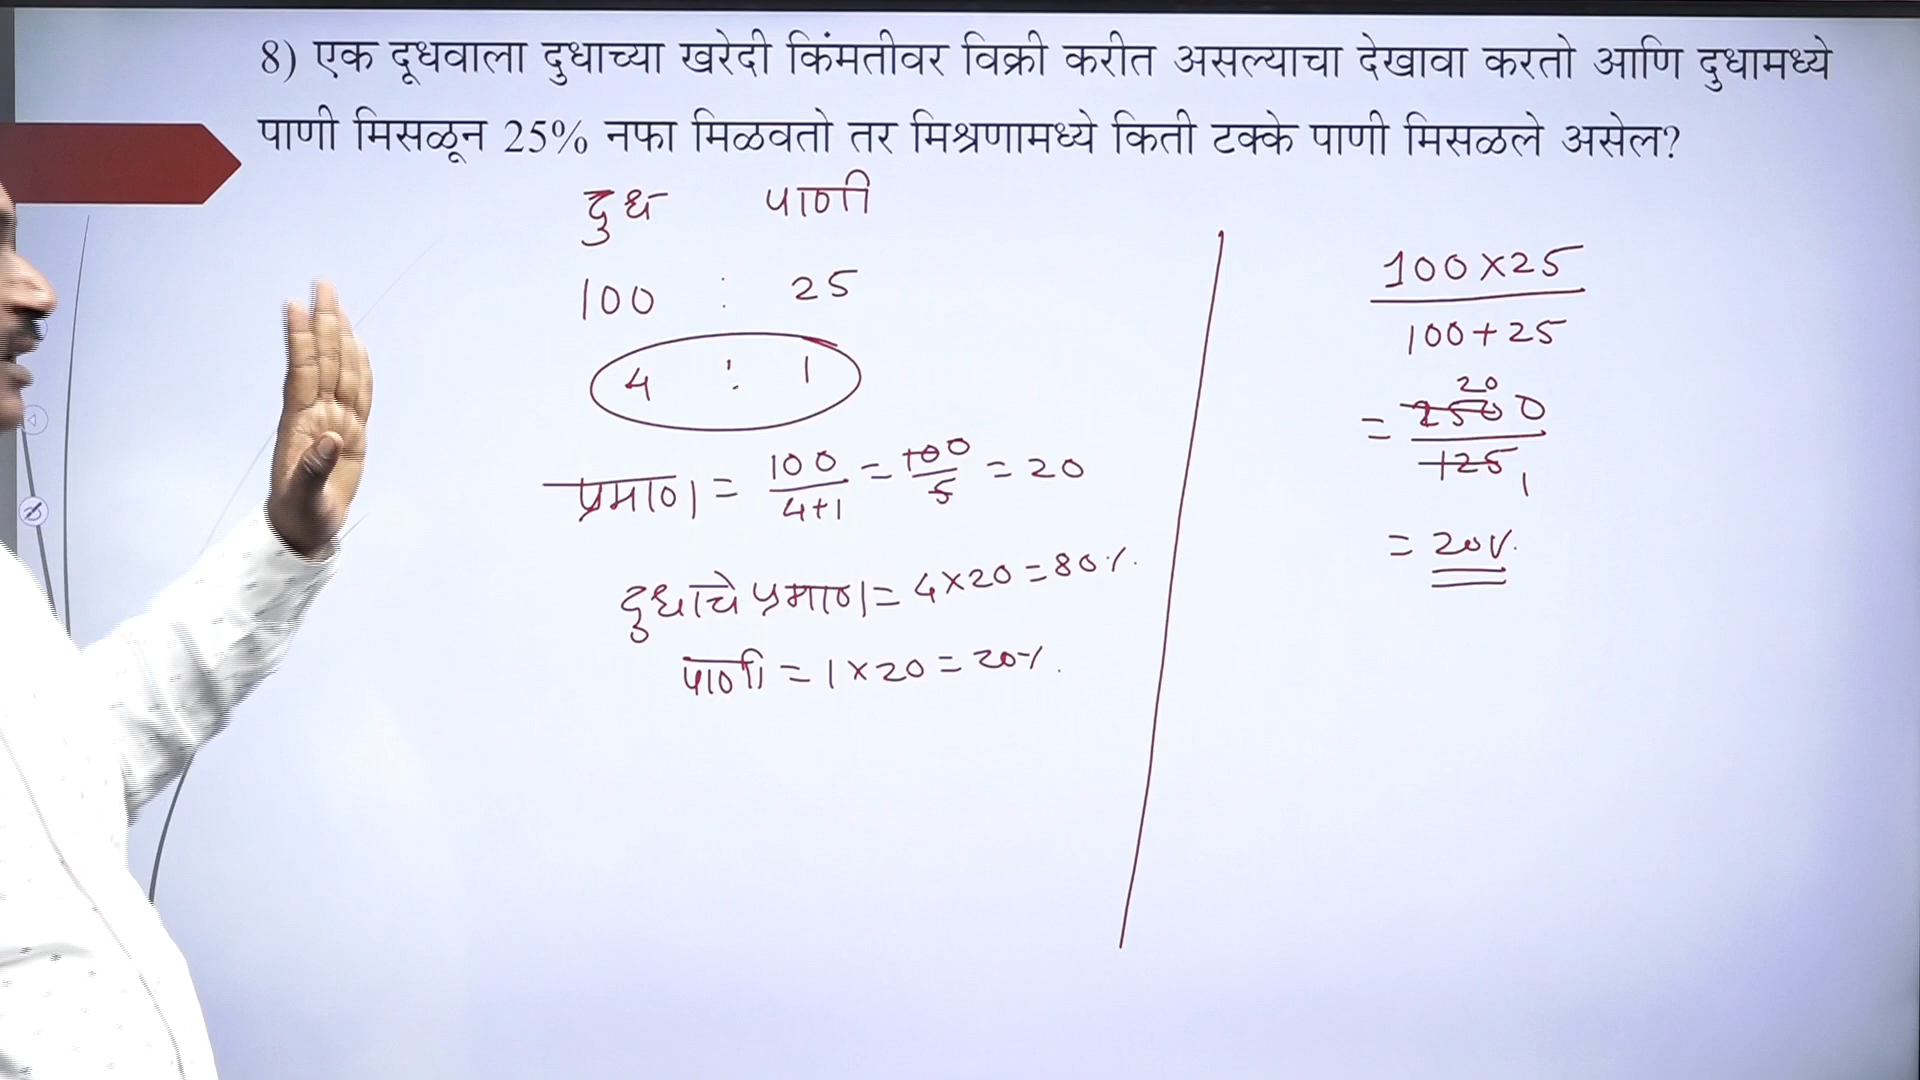 8) एक दूधवाला दुधाच्या खरेदी किंमतीवर विक्री करीत असल्याचा देखावा करतो आणि दुधामध्ये
पाणी मिसळून 25% नफा मिळवतो तर मिश्रणामध्ये किती टक्के पाणी मिसळले असेल?
दुध पाणी
100 : 25
4 : 1
प्रमाण = 100/4+1 = 100/5 = 20
दुधाचे प्रमाण = 4×20 = 80%.
पाणी = 1×20 = 20%.
100×25
100+25
20
= 2500
125 1
= 20%.